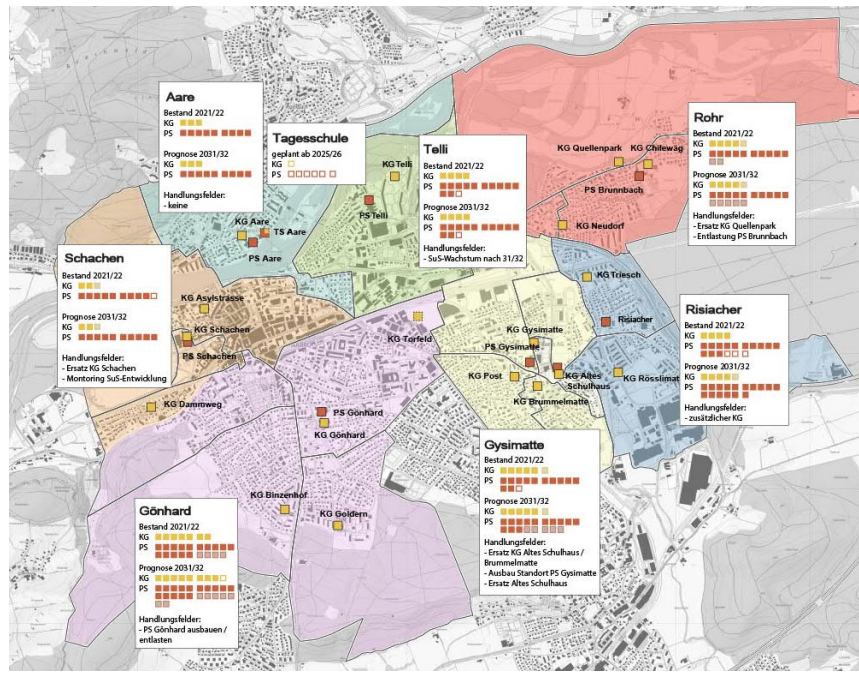 Aare
Bestand 2021/22
KG
PS
Prognose 2031/32
KG
PS
Handlungsfelder:
- keine
Tagesschule
geplant ab 2025/26
KG
PS
Telli
Bestand 2021/22
KG
PS
Prognose 2031/32
KG
PS
Handlungsfelder:
- SuS-Wachstum nach 31/32
Rohr
Bestand 2021/22
KG
PS
Prognose 2031/32
KG
PS
Handlungsfelder:
- Ersatz KG Quellenpark
- Entlastung PS Brunnbach
Schachen
Bestand 2021/22
KG
PS
Prognose 2031/32
KG
PS
Handlungsfelder:
- Ersatz KG Schachen
- Montoring SuS-Entwicklung
Risiacher
Bestand 2021/22
KG
PS
Prognose 2031/32
KG
PS
Handlungsfelder:
- zusätzlicher KG
Gysimatte
Bestand 2021/22
KG
PS
Prognose 2031/32
KG
PS
Handlungsfelder:
- Ersatz KG Altes Schulhaus /
Brummelmatte
- Ausbau Standort PS Gysimatte
- Ersatz Altes Schulhaus
Gönhard
Bestand 2021/22
KG
PS
Prognose 2031/32
KG
PS
Handlungsfelder:
- PS Gönhard ausbauen /
entlasten
KG Quellenpark
KG Chilewäg
KG Telli
PS Brunnbach
PS Telli
KG Aare
TS Aare
KG Neudorf
PS Aare
KG Triesch
KG Asylstrasse
Risiacher
KG Schachen
KG Gysimatte
KG Torfeld
PS Gysimatte
PS Schachen
KG Post
KG Altes
Schulhaus
KG Rösslimatt
KG Brummelmatte
KG Dammweg
PS Gönhard
KG Gönhard
KG Binzenhof
KG Goldern